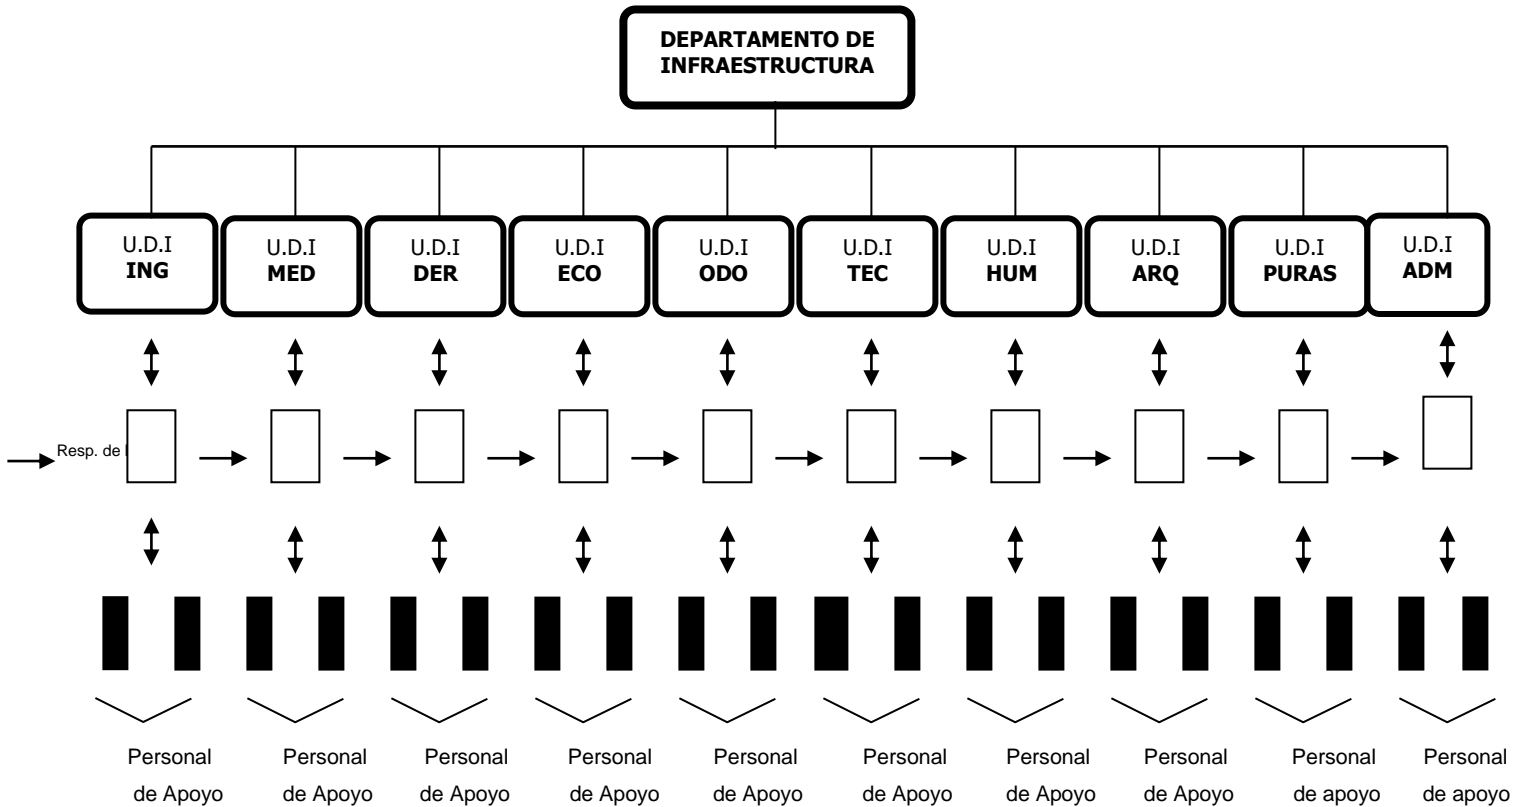 DEPARTAMENTO DE
INFRAESTRUCTURA
U.D.I
ING
U.D.I
MED
U.D.I
DER
U.D.I
ECO
U.D.I
ODO
U.D.I
TEC
U.D.I
HUM
U.D.I
ARQ
U.D.I
PURAS
U.D.I
ADM
Resp. de
Personal
de Apoyo
Personal
de Apoyo
Personal
de Apoyo
Personal
de Apoyo
Personal
de Apoyo
Personal
de Apoyo
Personal
de Apoyo
Personal
de Apoyo
Personal
de apoyo
Personal
de apoyo